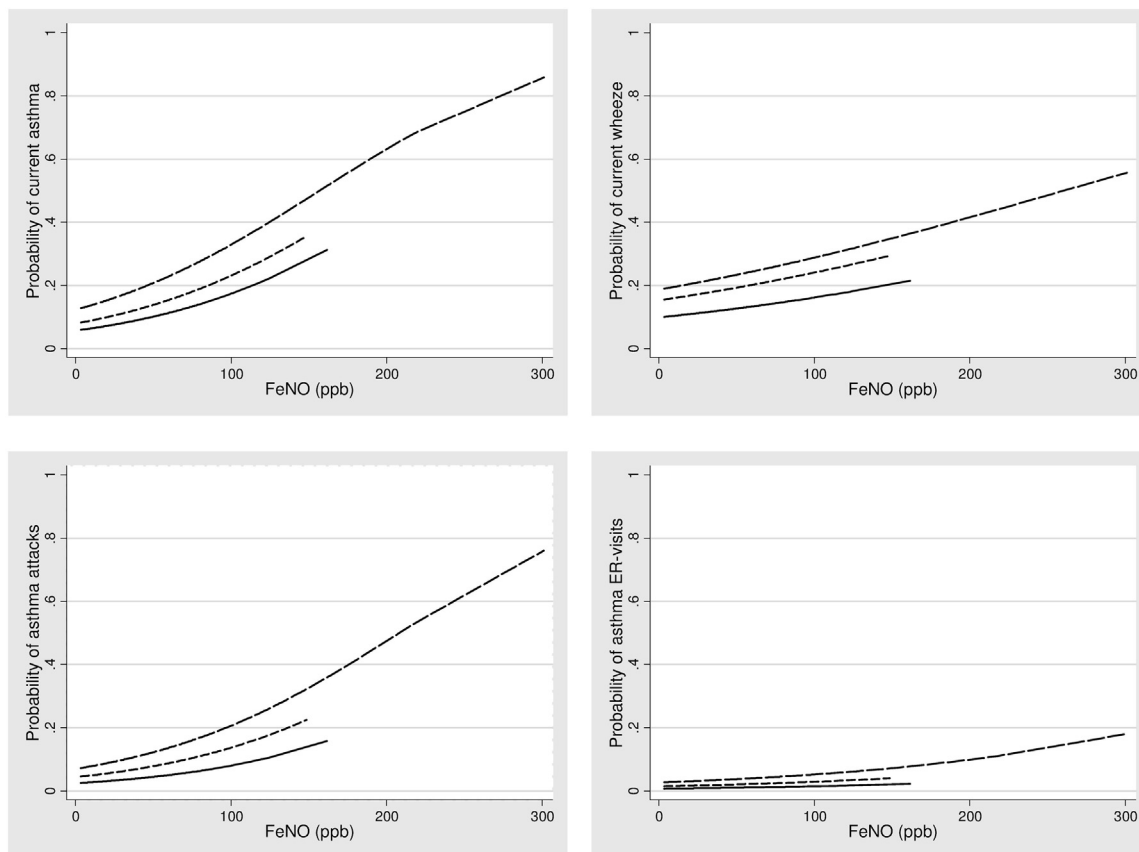 Probability of current asthma
1
.8
.6
.4
.2
0
0 100 200 300
FeNO (ppb)
Probability of current wheeze
1
.8
.6
.4
.2
0
0 100 200 300
FeNO (ppb)
Probability of asthma attacks
1
.8
.6
.4
.2
0
0 100 200 300
FeNO (ppb)
Probability of asthma ER-visits
1
.8
.6
.4
.2
0
0 100 200 300
FeNO (ppb)